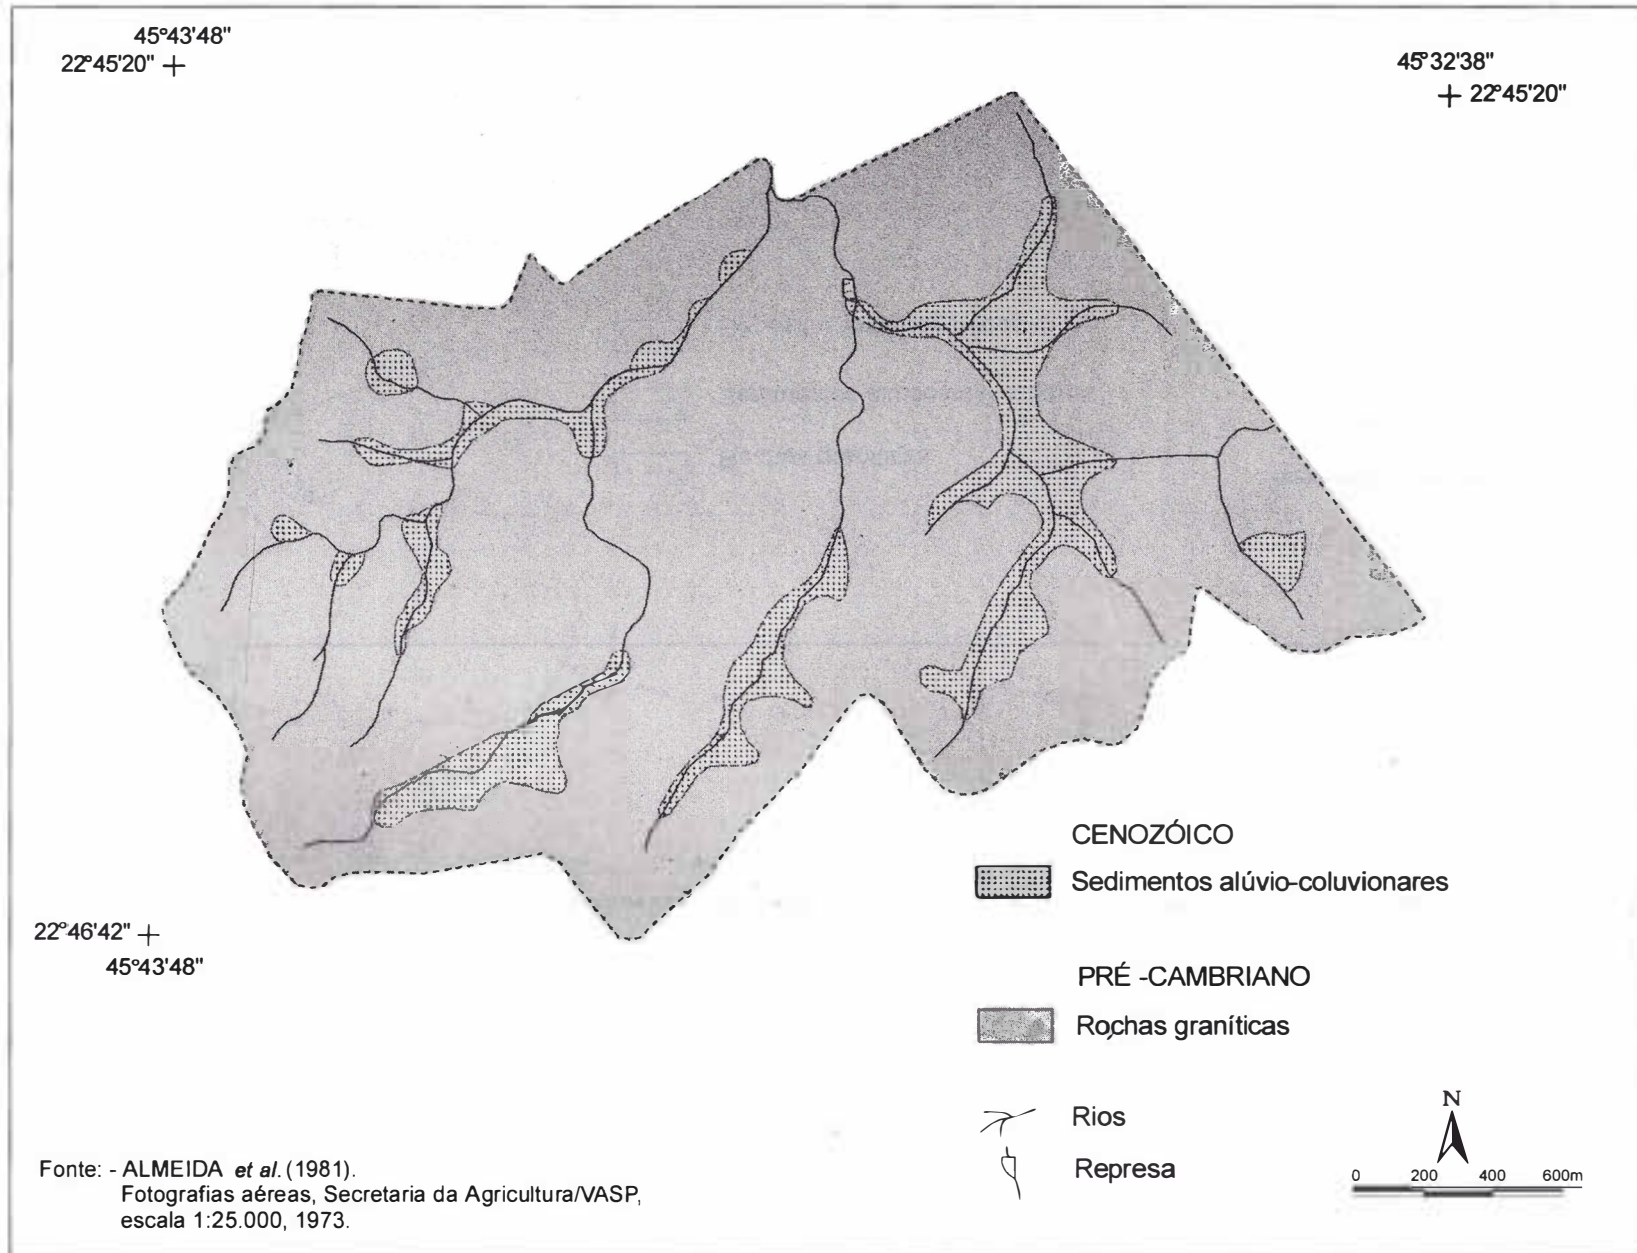 45°43'48"
22°45'20"
45°32'38"
22°45'20"
CENOZÓICO
Sedimentos alúvio-coluvionares
22°46'42"
45°43'48"
PRÉ -CAMBRIANO
Rochas graníticas
N
Rios
0 200 400 600m
Represa
Fonte: - ALMEIDA et al. (1981).
Fotografias aéreas, Secretaria da Agricultura/VASP,
escala 1:25.000, 1973.